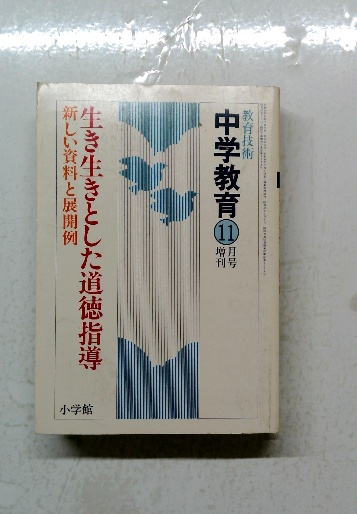 教育技術
中学教育
11
月号
増刊
生き生きとした道徳指導
新しい資料と展開例
小学館